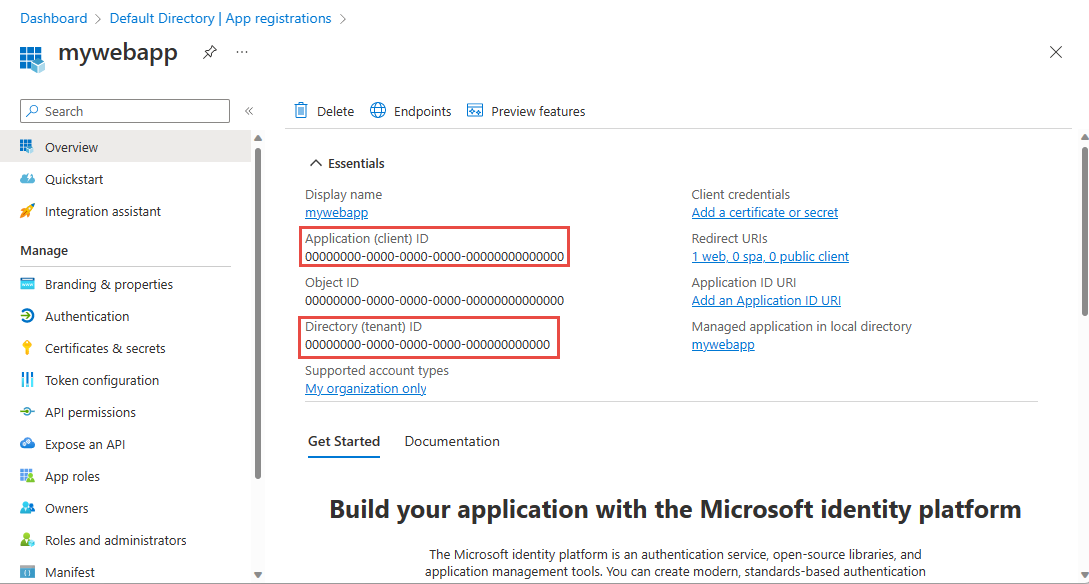 Dashboard > Default Directory | App registrations >
mywebapp
...
Search
«
Overview
Quickstart
Integration assistant
Manage
Branding & properties
Authentication
Certificates & secrets
Token configuration
API permissions
Expose an API
App roles
Owners
Roles and administrators
Manifest
Delete
Endpoints
Preview features
Essentials
Display name
mywebapp
Application (client) ID
00000000-0000-0000-0000-00000000000000
Object ID
00000000-0000-0000-0000-00000000000000
Directory (tenant) ID
00000000-0000-0000-0000-000000000000
Supported account types
My organization only
Client credentials
Add a certificate or secret
Redirect URIs
1 web, 0 spa, 0 public client
Application ID URI
Add an Application ID URI
Managed application in local directory
mywebapp
Get Started
Documentation
Build your application with the Microsoft identity platform
The Microsoft identity platform is an authentication service, open-source libraries, and
application management tools. You can create modern, standards-based authentication